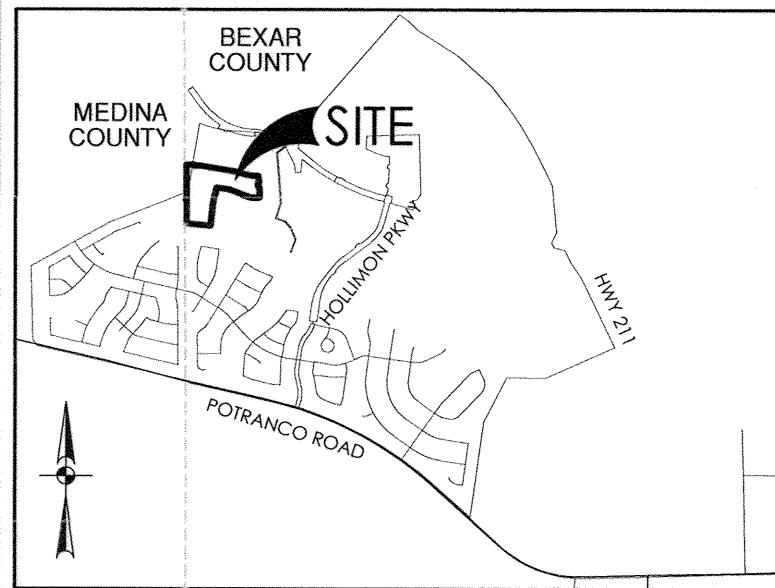 BEXAR
COUNTY
MEDINA
COUNTY
SITE
HOLLIMON PKWY
HWY 211
POTRANCO ROAD